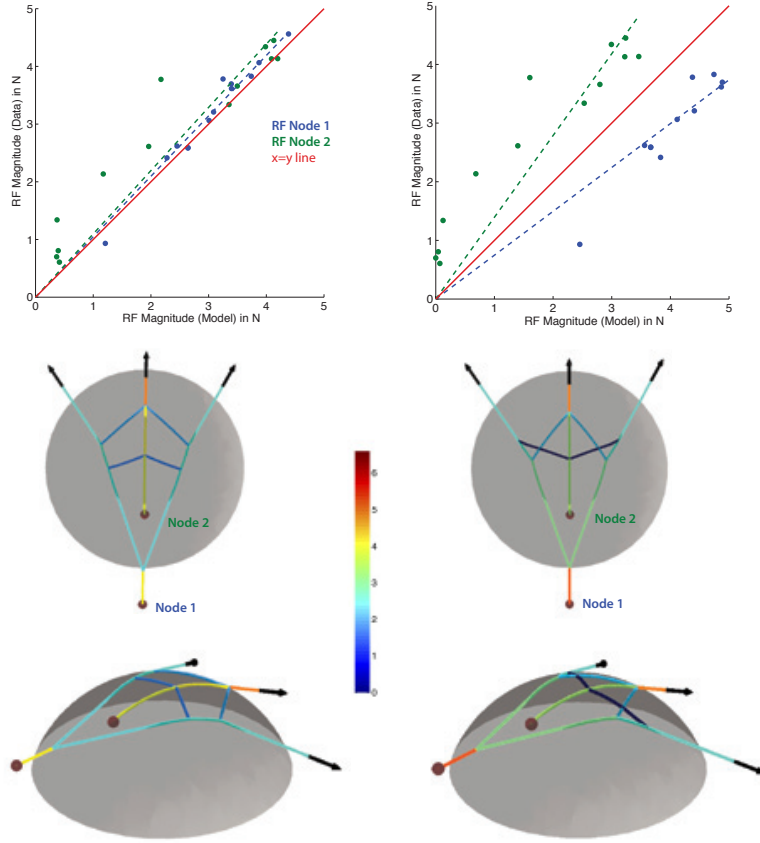 5
4
3
2
1
0
0
1
2
3
4
5
RF Magnitude (Data) in N
RF Magnitude (Model) in N
RF Node 1
RF Node 2
x=y line
5
4
3
2
1
0
0
1
2
3
4
5
RF Magnitude (Data) in N
RF Magnitude (Model) in N
Node 2
Node 1
6
5
4
3
2
1
0
Node 2
Node 1